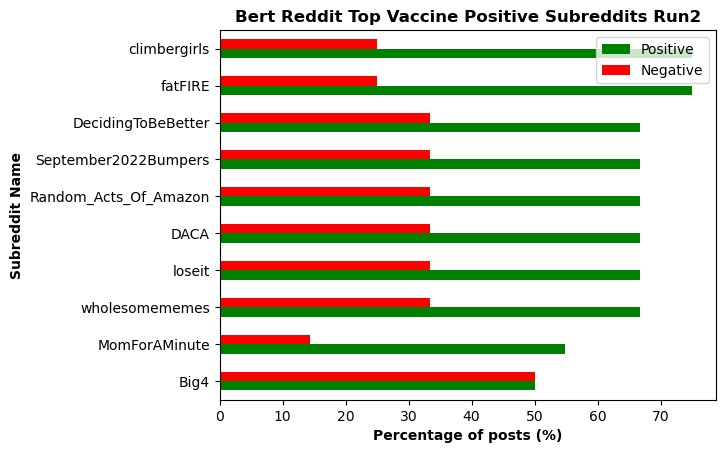 Bert Reddit Top Vaccine Positive Subreddits Run2
Positive
Negative
climbergirls
fatFIRE
DecidingToBeBetter
September2022Bumpers
Random_Acts_Of_Amazon
DACA
loseit
wholesomememes
MomForAMinute
Big4
Subreddit Name
0 10 20 30 40 50 60 70
Percentage of posts (%)